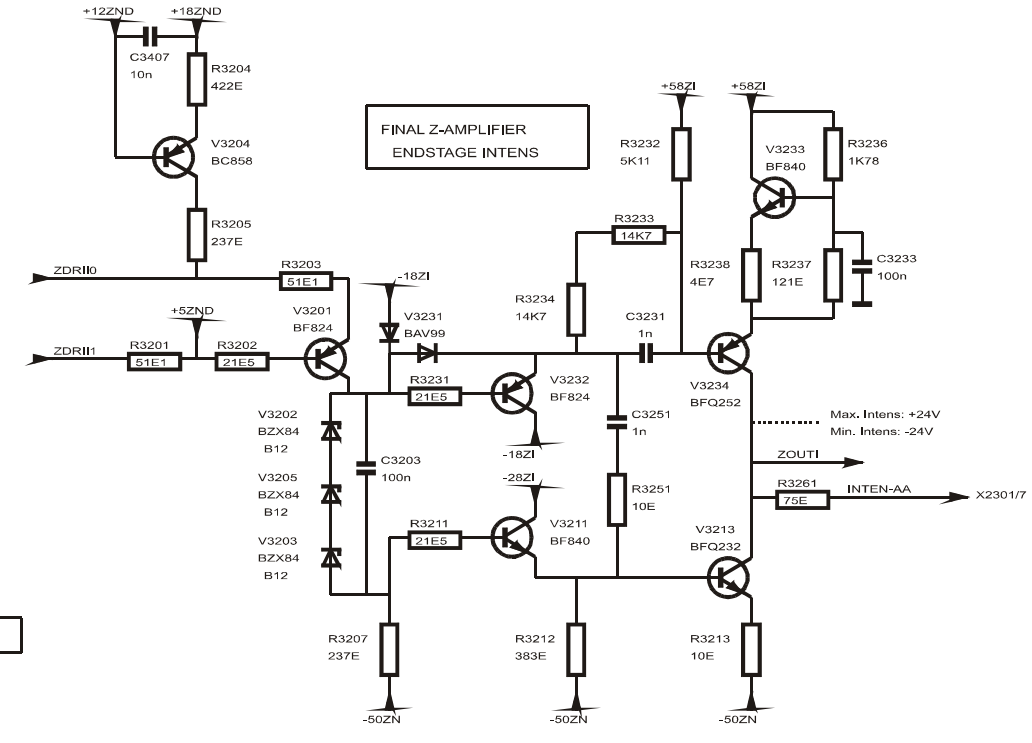 +12ZND
+18ZND
C3407
10n
R3204
422E
V3204
BC858
R3205
237E
FINAL Z-AMPLIFIER
ENDSTAGE INTENS
+58ZI
+58ZI
R3232
5K11
V3233
BF840
R3236
1K78
R3233
14K7
ZDRII0
R3203
51E1
-18ZI
R3238
4E7
R3237
121E
C3233
100n
+5ZND
V3201
BF824
V3231
BAV99
R3234
14K7
C3231
1n
ZDRII1
R3201
51E1
R3202
21E5
R3231
21E5
V3232
BF824
V3234
BFQ252
V3202
BZX84
B12
C3203
100n
C3251
1n
Max. Intens: +24V
Min. Intens: -24V
-18ZI
ZOUTI
V3205
BZX84
B12
-28ZI
R3251
10E
R3261
75E
INTEN-AA
X2301/7
V3203
BZX84
B12
R3211
21E5
V3211
BF840
V3213
BFQ232
R3207
237E
R3212
383E
R3213
10E
-50ZN
-50ZN
-50ZN